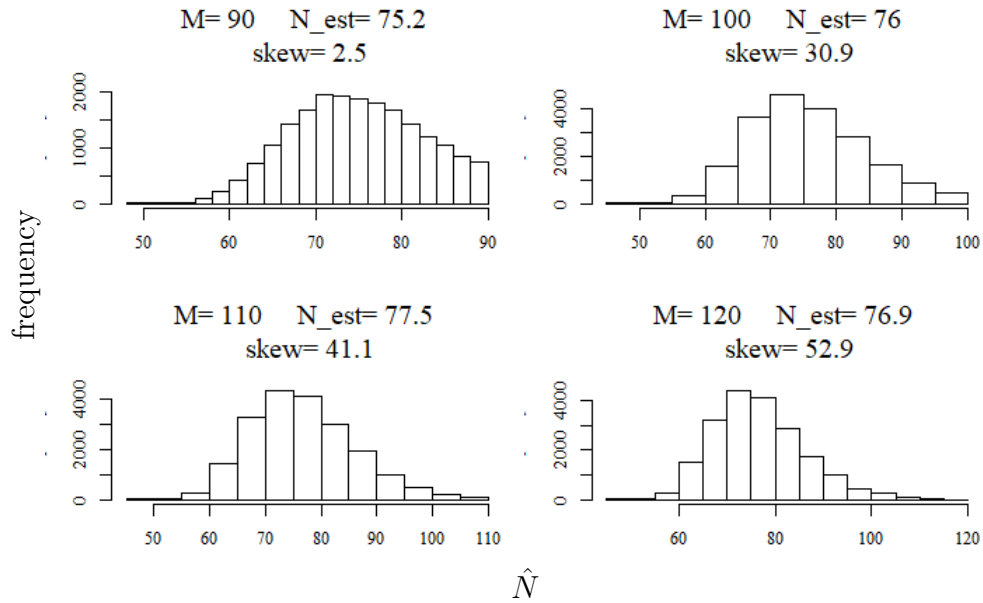 M= 90 N_est= 75.2
skew= 2.5
2000
1000
0
50 60 70 80 90
M= 100 N_est= 76
skew= 30.9
4000
2000
0
50 60 70 80 90 100
frequency
M= 110 N_est= 77.5
skew= 41.1
4000
2000
0
50 60 70 80 90 100 110
M= 120 N_est= 76.9
skew= 52.9
4000
2000
0
60 80 100 120
N̂